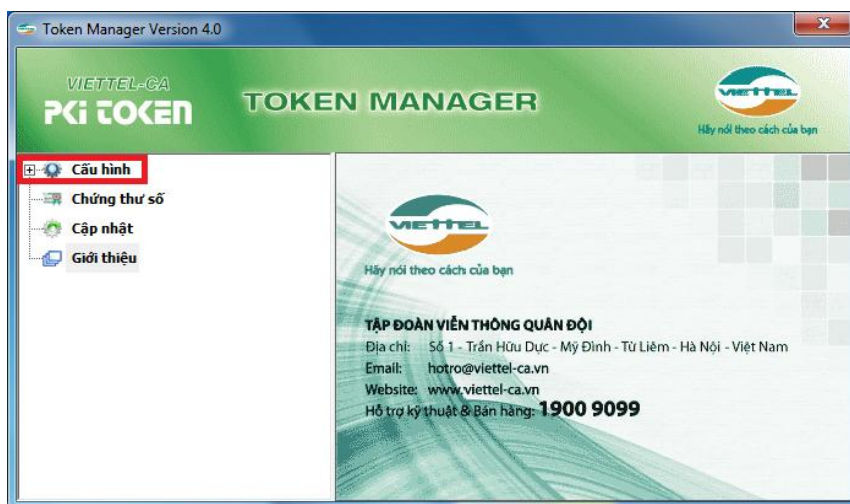 Token Manager Version 4.0
VIETTEL-CA
PKi TOKEN
TOKEN MANAGER
VIETTEL
Hãy nói theo cách của bạn
Cấu hình
Chứng thư số
Cập nhật
Giới thiệu
VIETTEL
Hãy nói theo cách của bạn
TẬP ĐOÀN VIỄN THÔNG QUÂN ĐỘI
Địa chỉ: Số 1 - Trần Hữu Dực - Mỹ Đình - Từ Liêm - Hà Nội - Việt Nam
Email: hotro@viettel-ca.vn
Website: www.viettel-ca.vn
Hỗ trợ kỹ thuật & Bán hàng: 1900 9099